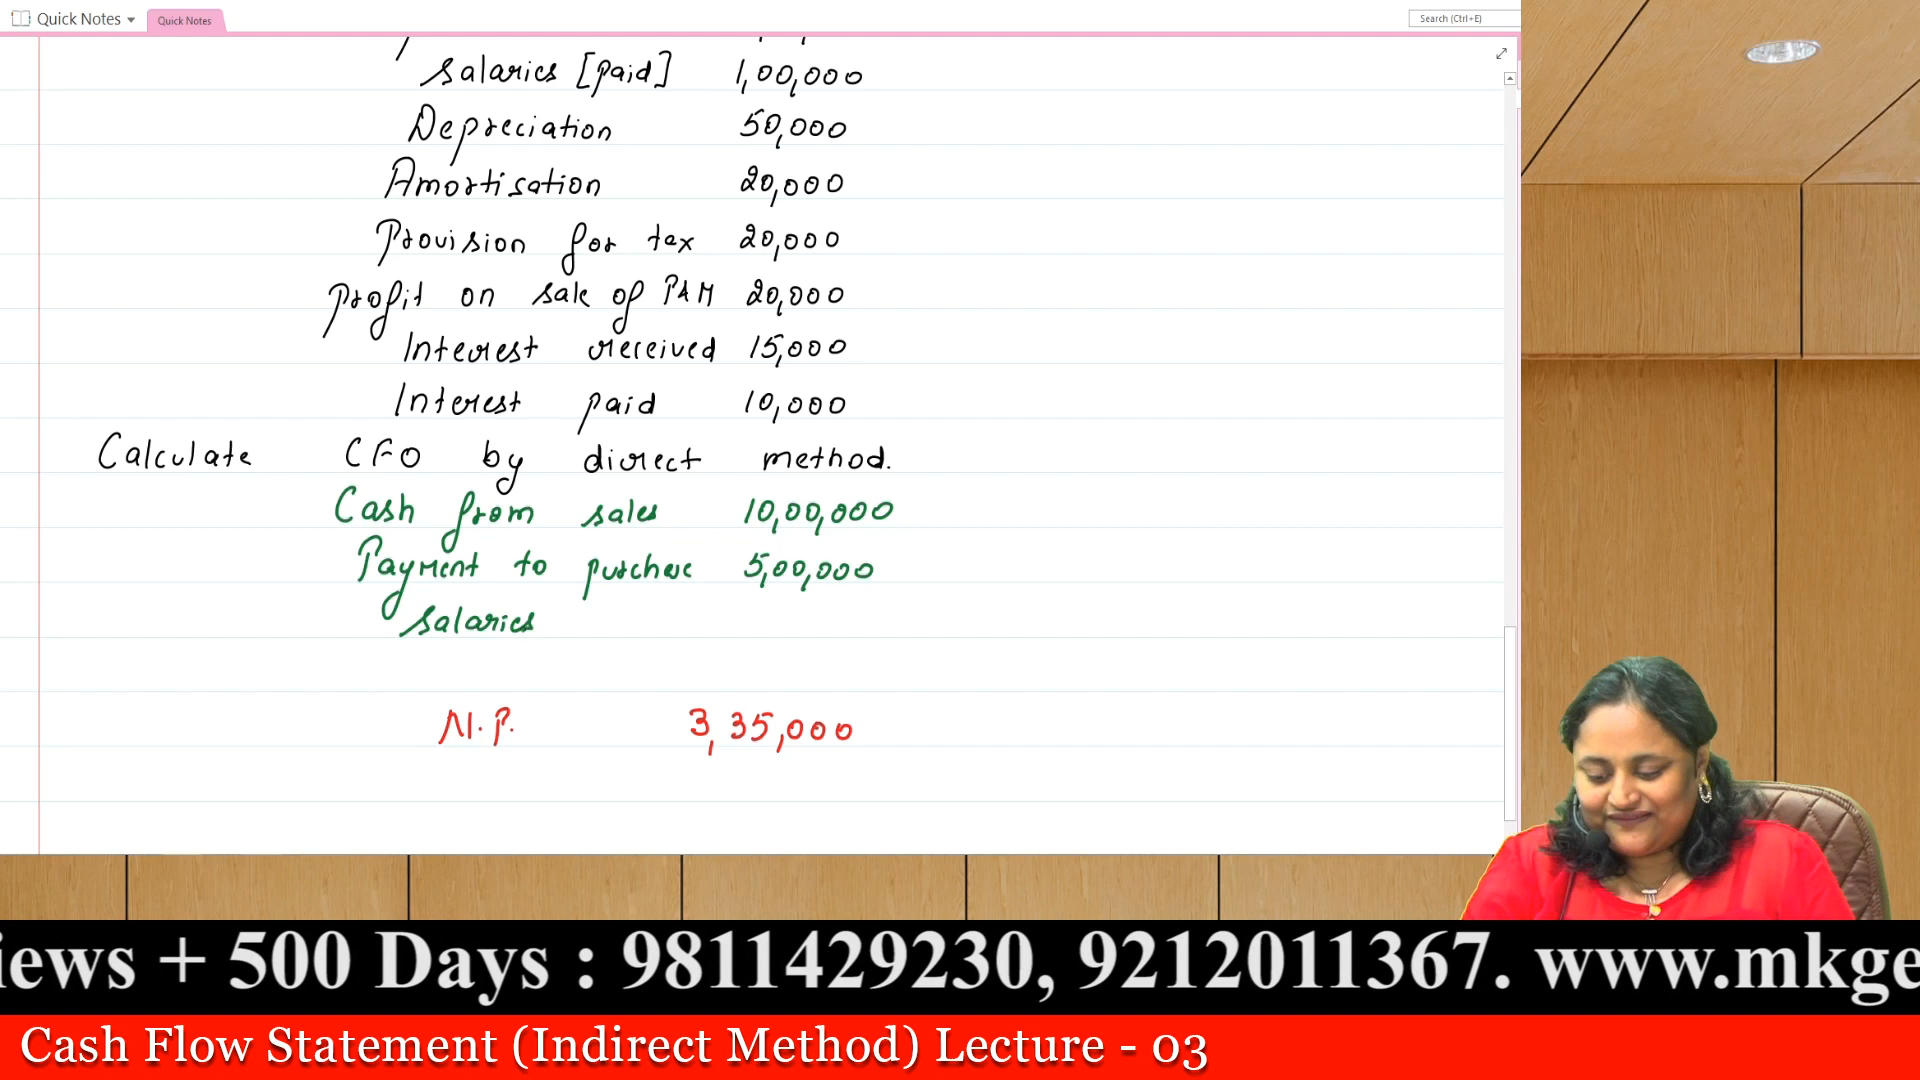 Quick Notes
Quick Notes
Search (Ctrl+E)
Salaries [paid] 1,00,000
Depreciation 50,000
Amortisation 20,000
Provision for tax 20,000
Profit on sale of P&M 20,000
Interest received 15,000
Interest paid 10,000
Calculate CFO by direct method.
Cash from sales 10,00,000
Payment to purchase 5,00,000
Salaries
N.P. 3,35,000
iews + 500 Days : 9811429230, 9212011367. www.mkge
Cash Flow Statement (Indirect Method) Lecture - 03